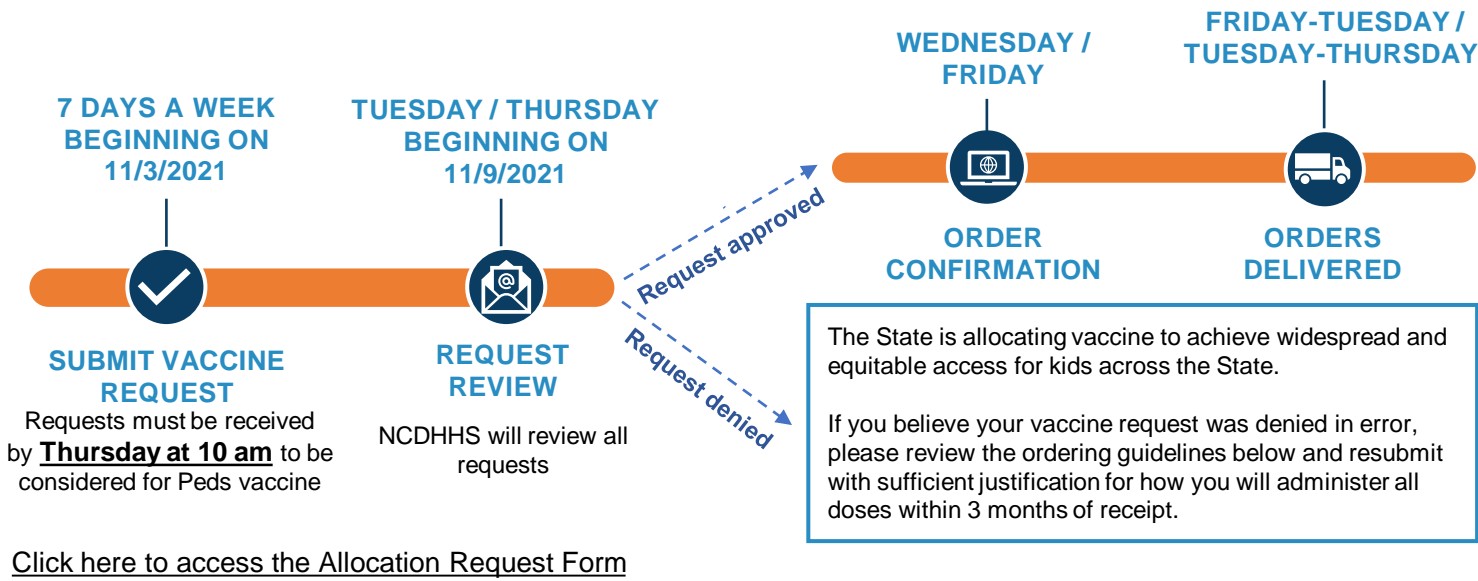 7 DAYS A WEEK
BEGINNING ON
11/3/2021
SUBMIT VACCINE
REQUEST
Requests must be received
by Thursday at 10 am to be
considered for Peds vaccine
TUESDAY / THURSDAY
BEGINNING ON
11/9/2021
@
REQUEST
REVIEW
NCDHHS will review all
requests
Request approved
WEDNESDAY /
FRIDAY
ORDER
CONFIRMATION
FRIDAY-TUESDAY /
TUESDAY-THURSDAY
ORDERS
DELIVERED
Request denied
The State is allocating vaccine to achieve widespread and
equitable access for kids across the State.
If you believe your vaccine request was denied in error,
please review the ordering guidelines below and resubmit
with sufficient justification for how you will administer all
doses within 3 months of receipt.
Click here to access the Allocation Request Form